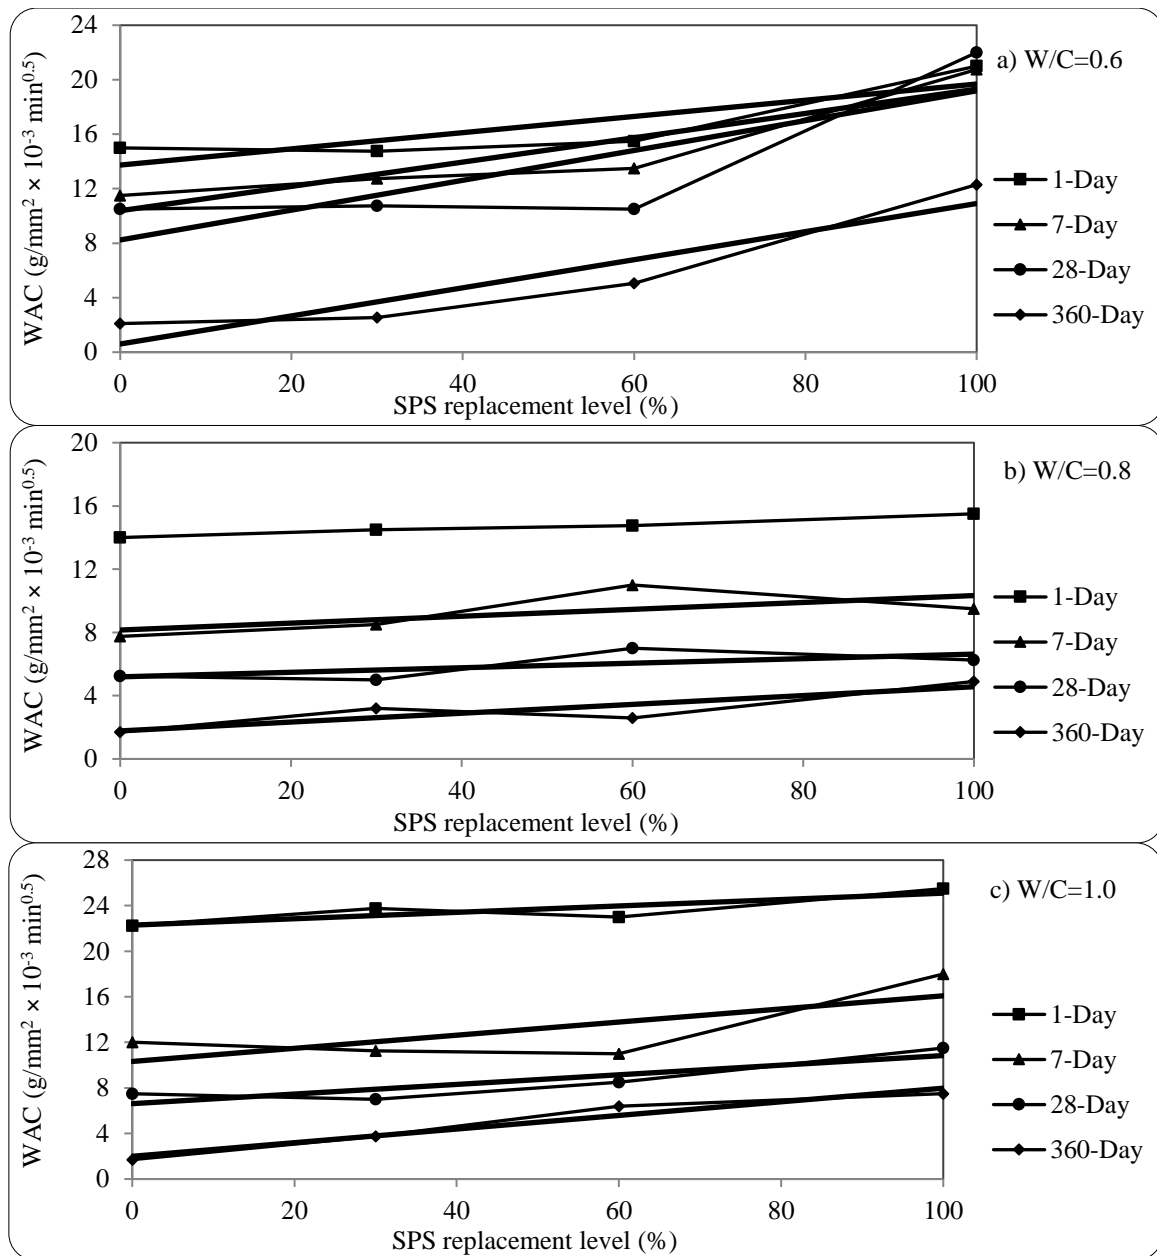 24
20
16
12
8
4
0
WAC (g/mm² × 10⁻³ min⁰·⁵)
0 20 40 60 80 100
SPS replacement level (%)
a) W/C=0.6
1-Day
7-Day
28-Day
360-Day
20
16
12
8
4
0
WAC (g/mm² × 10⁻³ min⁰·⁵)
0 20 40 60 80 100
SPS replacement level (%)
b) W/C=0.8
1-Day
7-Day
28-Day
360-Day
28
24
20
16
12
8
4
0
WAC (g/mm² × 10⁻³ min⁰·⁵)
0 20 40 60 80 100
SPS replacement level (%)
c) W/C=1.0
1-Day
7-Day
28-Day
360-Day